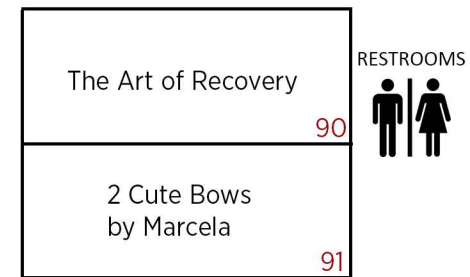 The Art of Recovery
90
RESTROOMS
2 Cute Bows
by Marcela
91